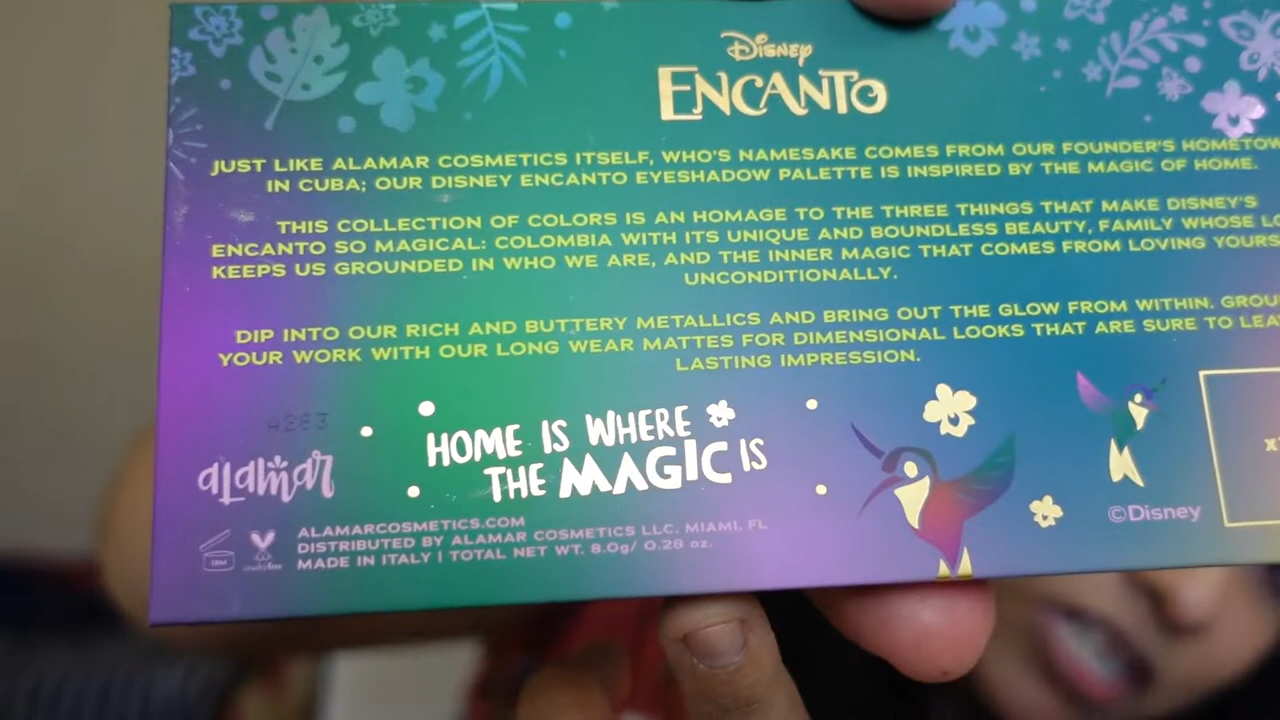 Disney
ENCANTO
JUST LIKE ALAMAR COSMETICS ITSELF, WHO'S NAMESAKE COMES FROM OUR FOUNDER'S
IN CUBA; OUR DISNEY ENCANTO EYESHADOW PALETTE IS INSPIRED BY THE MAGIC OF HOME.
THIS COLLECTION OF COLORS IS AN HOMAGE TO THE THREE THINGS THAT MAKE DISNEY'S
ENCANTO SO MAGICAL: COLOMBIA WITH ITS UNIQUE AND BOUNDLESS BEAUTY, FAMILY WHOSE
KEEPS US GROUNDED IN WHO WE ARE, AND THE INNER MAGIC THAT COMES FROM LOVING
UNCONDITIONALLY.
DIP INTO OUR RICH AND BUTTERY METALLICS AND BRING OUT THE GLOW FROM WITHIN.
YOUR WORK WITH OUR LONG WEAR MATTES FOR DIMENSIONAL LOOKS THAT ARE SURE TO
LASTING IMPRESSION.
A283
HOME IS WHERE
THE MAGIC IS
alamar
©Disney
ALAMARCOSMETICS.COM
DISTRIBUTED BY ALAMAR COSMETICS LLC. MIAMI, FL
MADE IN ITALY | TOTAL NET WT. 8.0g/ 0.28 oz.
18M
cruelty free